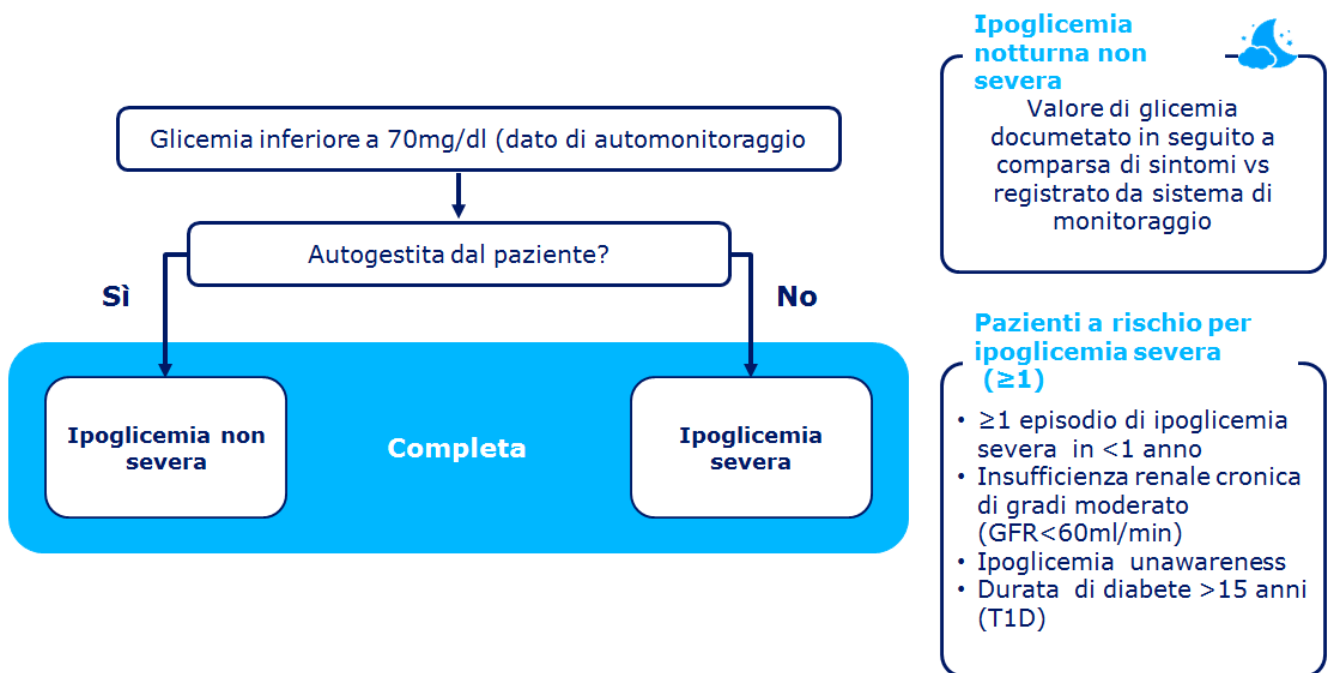 Glicemia inferiore a 70mg/dl (dato di automonitoraggio
Autogestita dal paziente?
Sì
No
Ipoglicemia non
severa
Completa
Ipoglicemia
severa
Ipoglicemia
notturna non
severa
Valore di glicemia
documetato in seguito a
comparsa di sintomi vs
registrato da sistema di
monitoraggio
Pazienti a rischio per
ipoglicemia severa
(≥1)
• ≥1 episodio di ipoglicemia
severa in <1 anno
• Insufficienza renale cronica
di gradi moderato
(GFR<60ml/min)
• Ipoglicemia unawareness
• Durata di diabete >15 anni
(T1D)